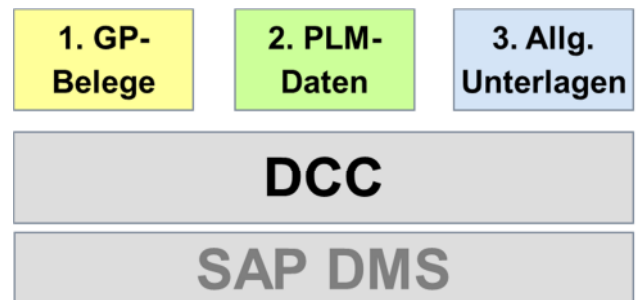 1. GP-
Belege
2. PLM-
Daten
3. Allg.
Unterlagen
DCC
SAP DMS